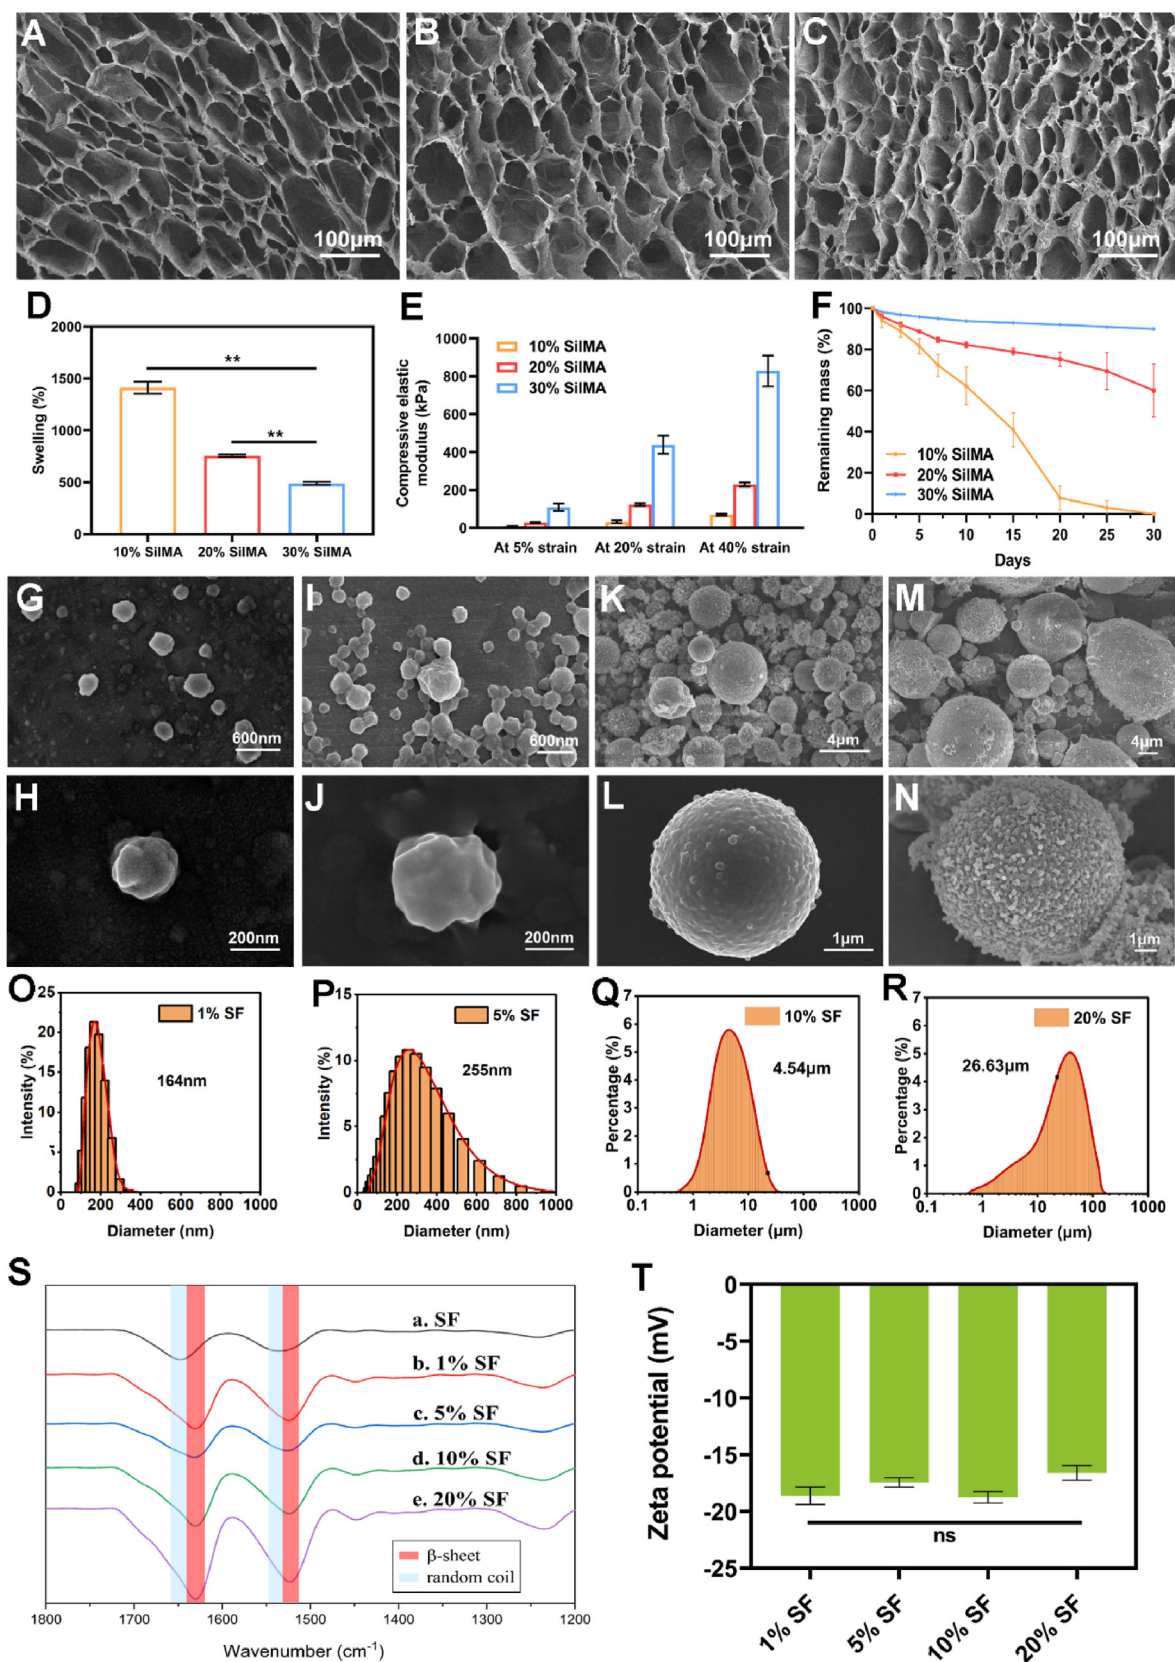 A
B
C
100μm
100μm
100μm
D
2000
1500
1000
500
0
Swelling (%)
**
**
10% SilMA
20% SilMA
30% SilMA
E
1000
800
600
400
200
0
Compressive elastic
modulus (kPa)
10% SilMA
20% SilMA
30% SilMA
At 5% strain
At 20% strain
At 40% strain
F
100
80
60
40
20
0
Remaining mass (%)
10% SilMA
20% SilMA
30% SilMA
0 5 10 15 20 25 30
Days
G
600nm
I
600nm
K
4μm
M
4μm
H
200nm
J
200nm
L
1μm
N
1μm
O
25
20
15
10
5
0
Intensity (%)
1% SF
164nm
0 200 400 600 800 1000
Diameter (nm)
P
15
10
5
0
Intensity (%)
5% SF
255nm
0 200 400 600 800 1000
Diameter (nm)
Q
7
6
5
4
3
2
1
0
Percentage (%)
10% SF
4.54μm
0.1 1 10 100 1000
Diameter (μm)
R
7
6
5
4
3
2
1
0
Percentage (%)
20% SF
26.63μm
0.1 1 10 100 1000
Diameter (μm)
S
a. SF
b. 1% SF
c. 5% SF
d. 10% SF
e. 20% SF
β-sheet
random coil
1800 1700 1600 1500 1400 1300 1200
Wavenumber (cm⁻¹)
T
0
-5
-10
-15
-20
-25
Zeta potential (mV)
ns
1% SF
5% SF
10% SF
20% SF